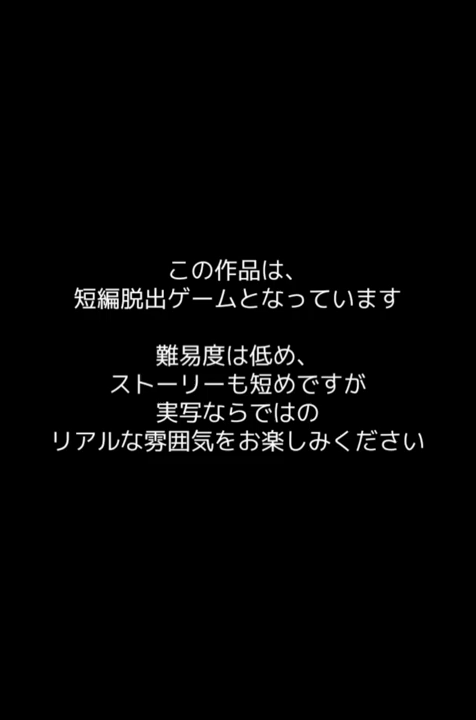 この作品は、
短編脱出ゲームとなっています
難易度は低め、
ストーリーも短めですが
実写ならではの
リアルな雰囲気をお楽しみください